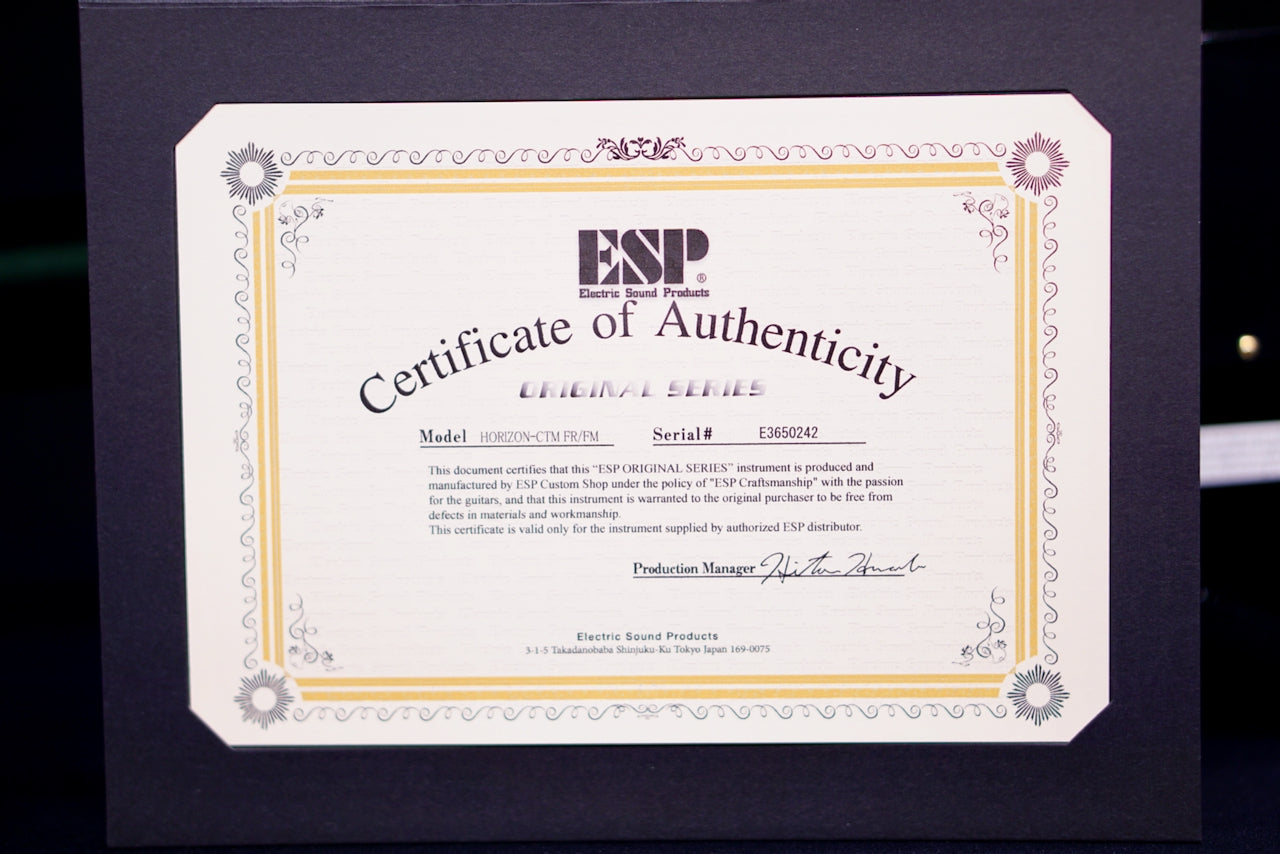 ESP®
Electric Sound Products
Certificate of Authenticity
ORIGINAL SERIES
Model HORIZON-CTM FR/FM Serial# E3650242
This document certifies that this “ESP ORIGINAL SERIES” instrument is produced and
manufactured by ESP Custom Shop under the policy of "ESP Craftsmanship" with the passion
for the guitars, and that this instrument is warranted to the original purchaser to be free from
defects in materials and workmanship.
This certificate is valid only for the instrument supplied by authorized ESP distributor.
Production Manager
Electric Sound Products
3-1-5 Takadanobaba Shinjuku-Ku Tokyo Japan 169-0075